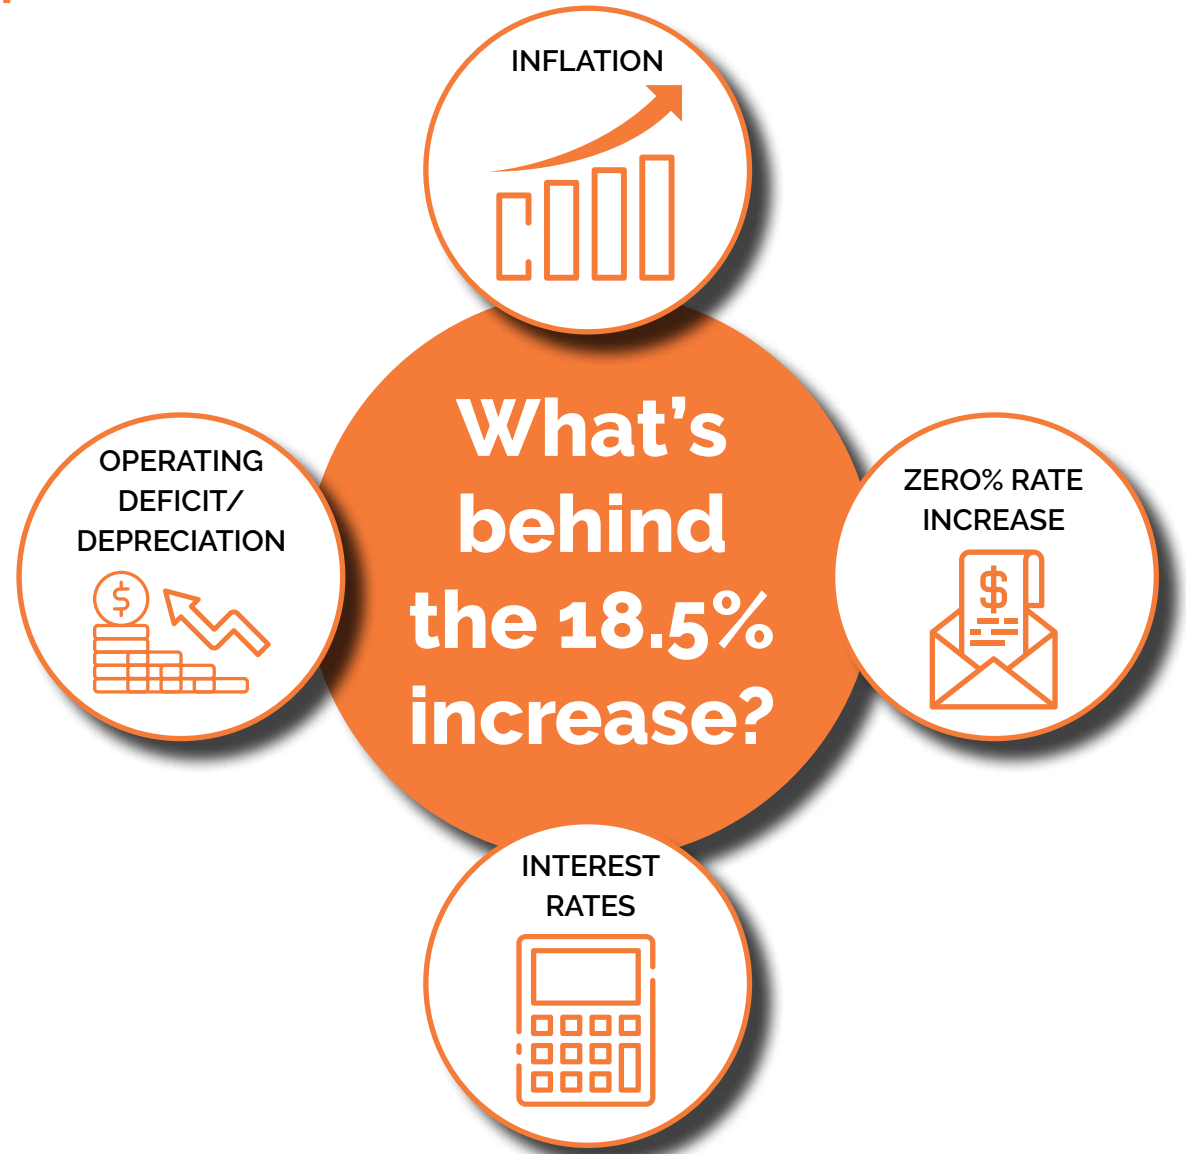 INFLATION
What's
behind
the 18.5%
increase?
OPERATING
DEFICIT/
DEPRECIATION
$
ZERO% RATE
INCREASE
$
INTEREST
RATES